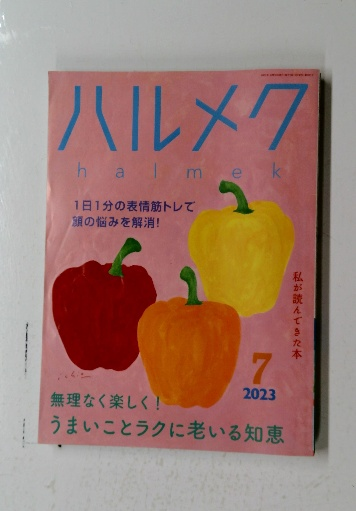 ハルメク
halmek
1日1分の表情筋トレで
顔の悩みを解消!
私が読んできた本
7
2023
無理なく楽しく!
うまいことラクに老いる知恵